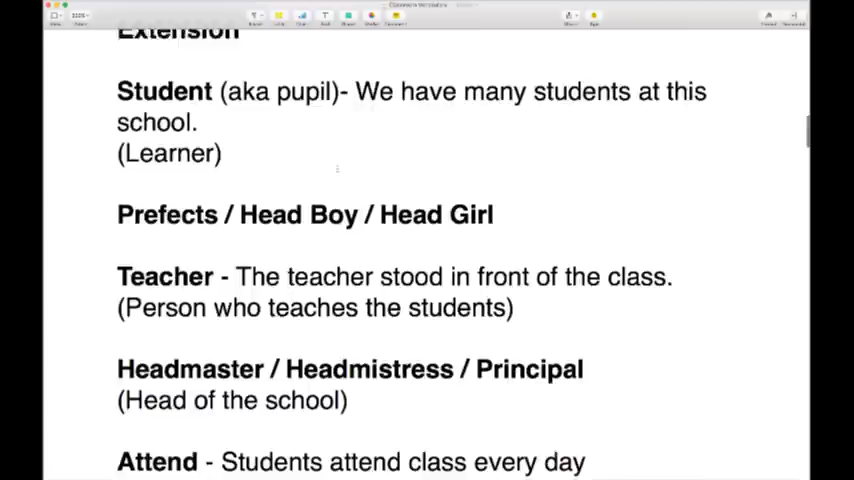 Extension
Student (aka pupil)- We have many students at this
school.
(Learner)
Prefects / Head Boy / Head Girl
Teacher - The teacher stood in front of the class.
(Person who teaches the students)
Headmaster / Headmistress / Principal
(Head of the school)
Attend - Students attend class every day